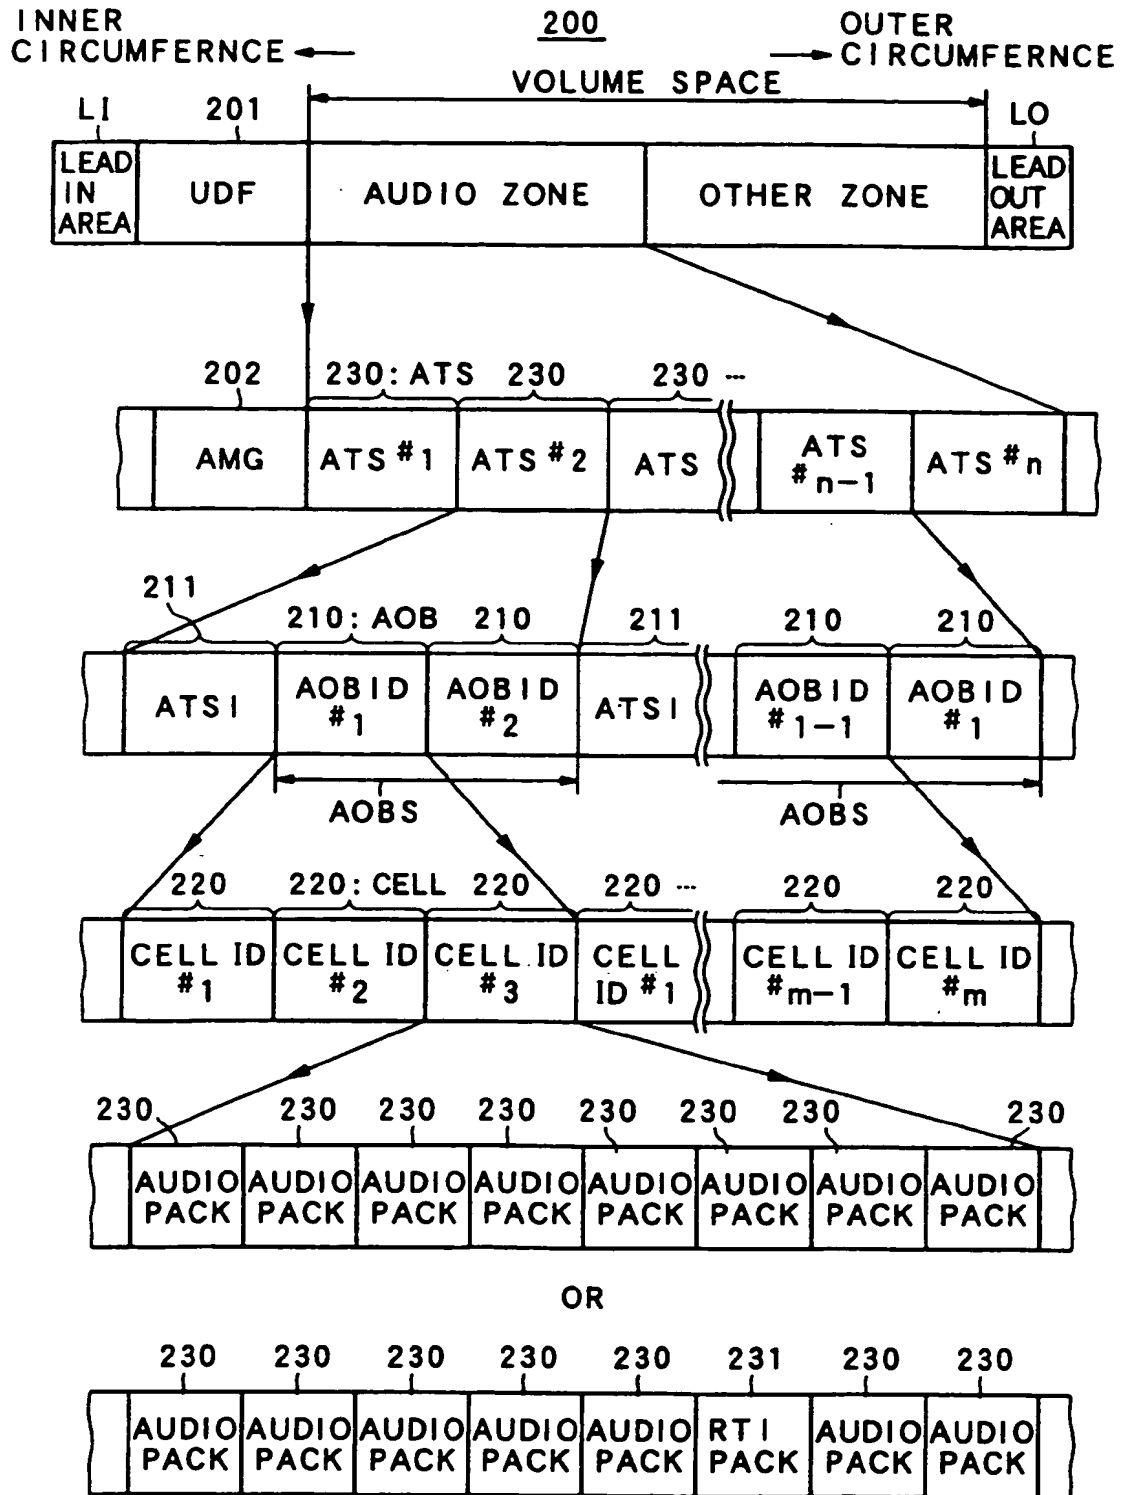 INNER CIRCUMFERNCE
200
OUTER CIRCUMFERNCE
VOLUME SPACE
LI
201
LO
LEAD IN AREA
UDF
AUDIO ZONE
OTHER ZONE
LEAD OUT AREA
202
230: ATS
230
230 ...
AMG
ATS #1
ATS #2
ATS
ATS #n-1
ATS #n
211
210: AOB
210
211
210
210
ATSI
AOBID #1
AOBID #2
ATSI
AOBID #1-1
AOBID #1
AOBS
AOBS
220
220: CELL
220
220 ...
220
220
CELL ID #1
CELL ID #2
CELL ID #3
CELL ID #1
CELL ID #m-1
CELL ID #m
230
230
230
230
230
230
230
230
AUDIO PACK
AUDIO PACK
AUDIO PACK
AUDIO PACK
AUDIO PACK
AUDIO PACK
AUDIO PACK
AUDIO PACK
OR
230
230
230
230
230
231
230
230
AUDIO PACK
AUDIO PACK
AUDIO PACK
AUDIO PACK
AUDIO PACK
RTI PACK
AUDIO PACK
AUDIO PACK